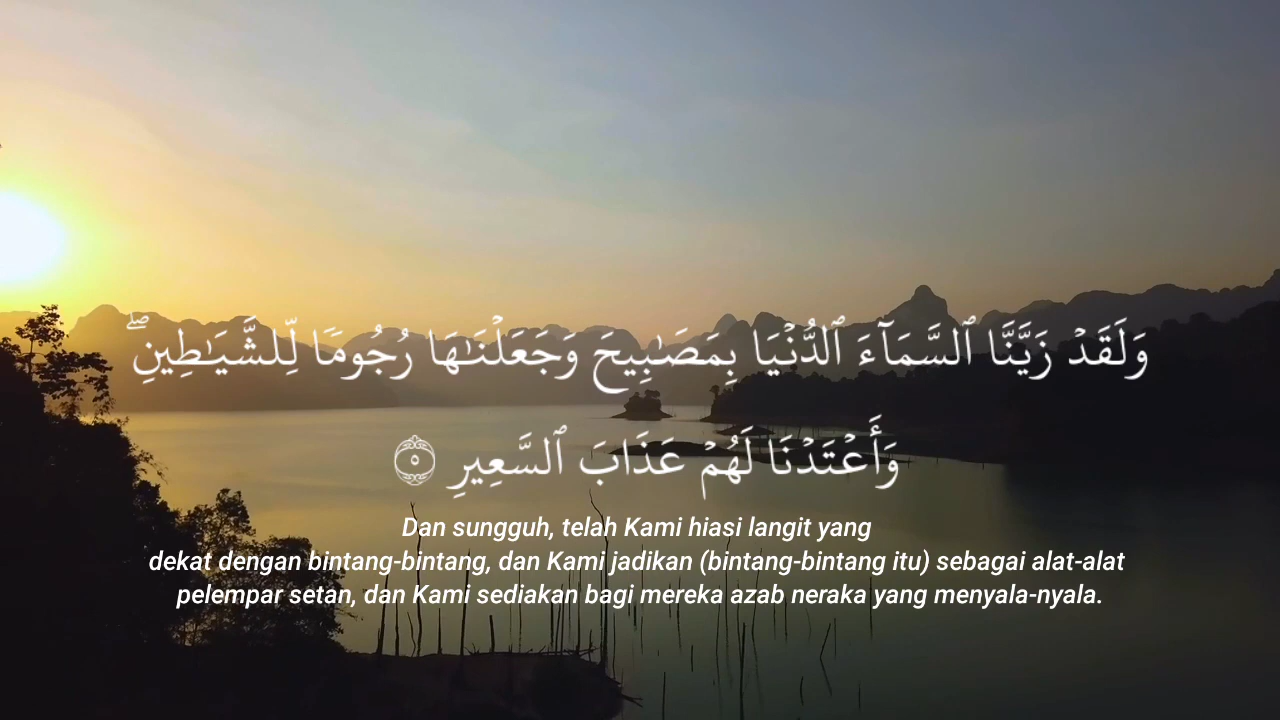 وَلَقَدْ زَيَّنَّا ٱلسَّمَآءَ ٱلدُّنْيَا بِمَصَٰبِيحَ وَجَعَلْنَٰهَا رُجُومًا لِّلشَّيَٰطِينِ ۖ
وَأَعْتَدْنَا لَهُمْ عَذَابَ ٱلسَّعِيرِ ۝٥
Dan sungguh, telah Kami hiasi langit yang
dekat dengan bintang-bintang, dan Kami jadikan (bintang-bintang itu) sebagai alat-alat
pelempar setan, dan Kami sediakan bagi mereka azab neraka yang menyala-nyala.